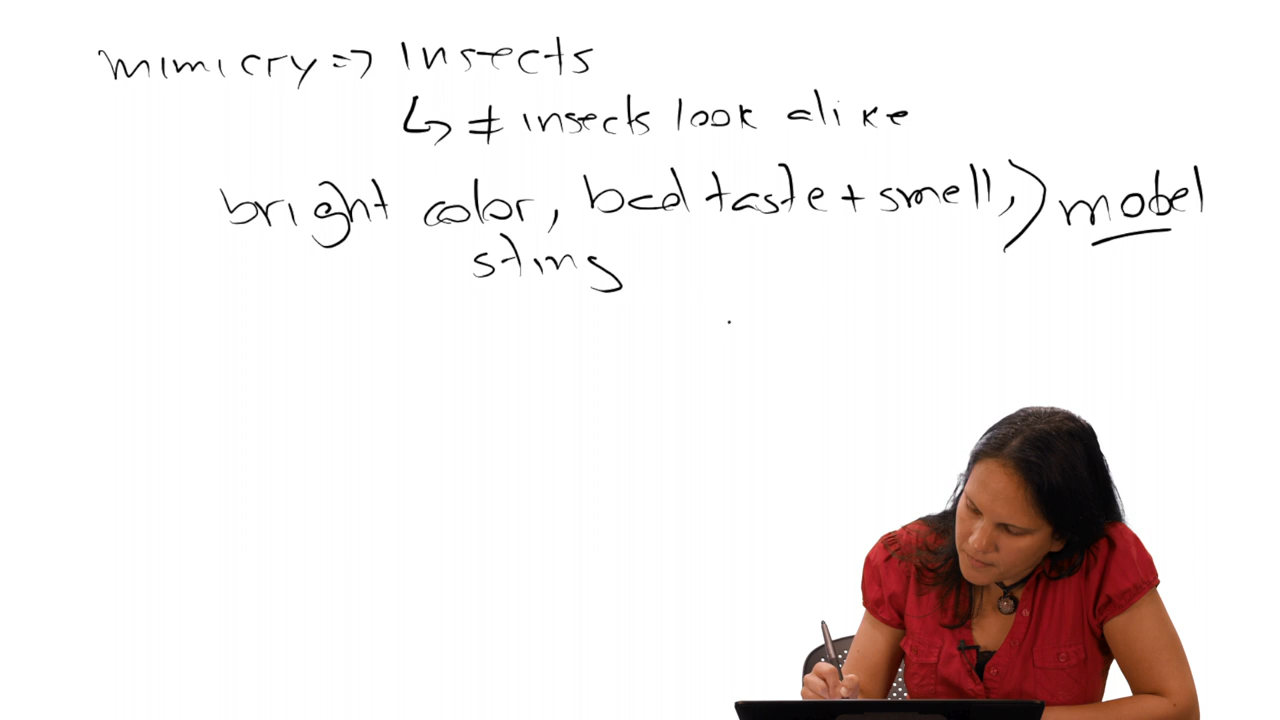 mimicry => insects
↳ ≠ insects look alike
bright color, bad taste + smell, ) model
sting